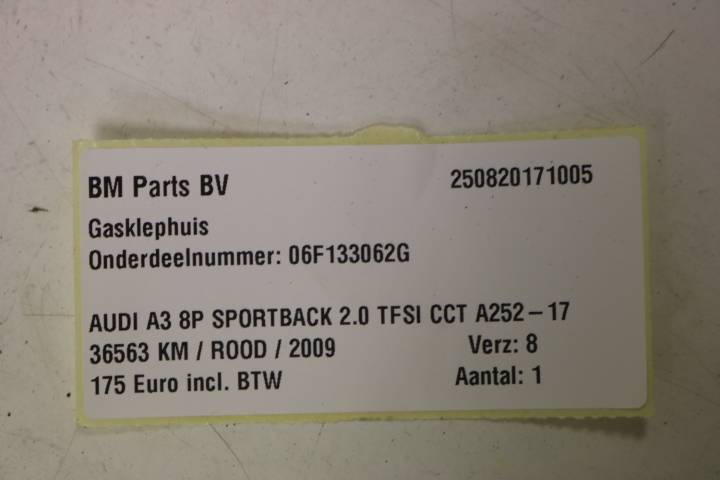 BM Parts BV 250820171005
Gasklephuis
Onderdeelnummer: 06F133062G
AUDI A3 8P SPORTBACK 2.0 TFSI CCT A252-17
36563 KM / ROOD / 2009 Verz: 8
175 Euro incl. BTW Aantal: 1